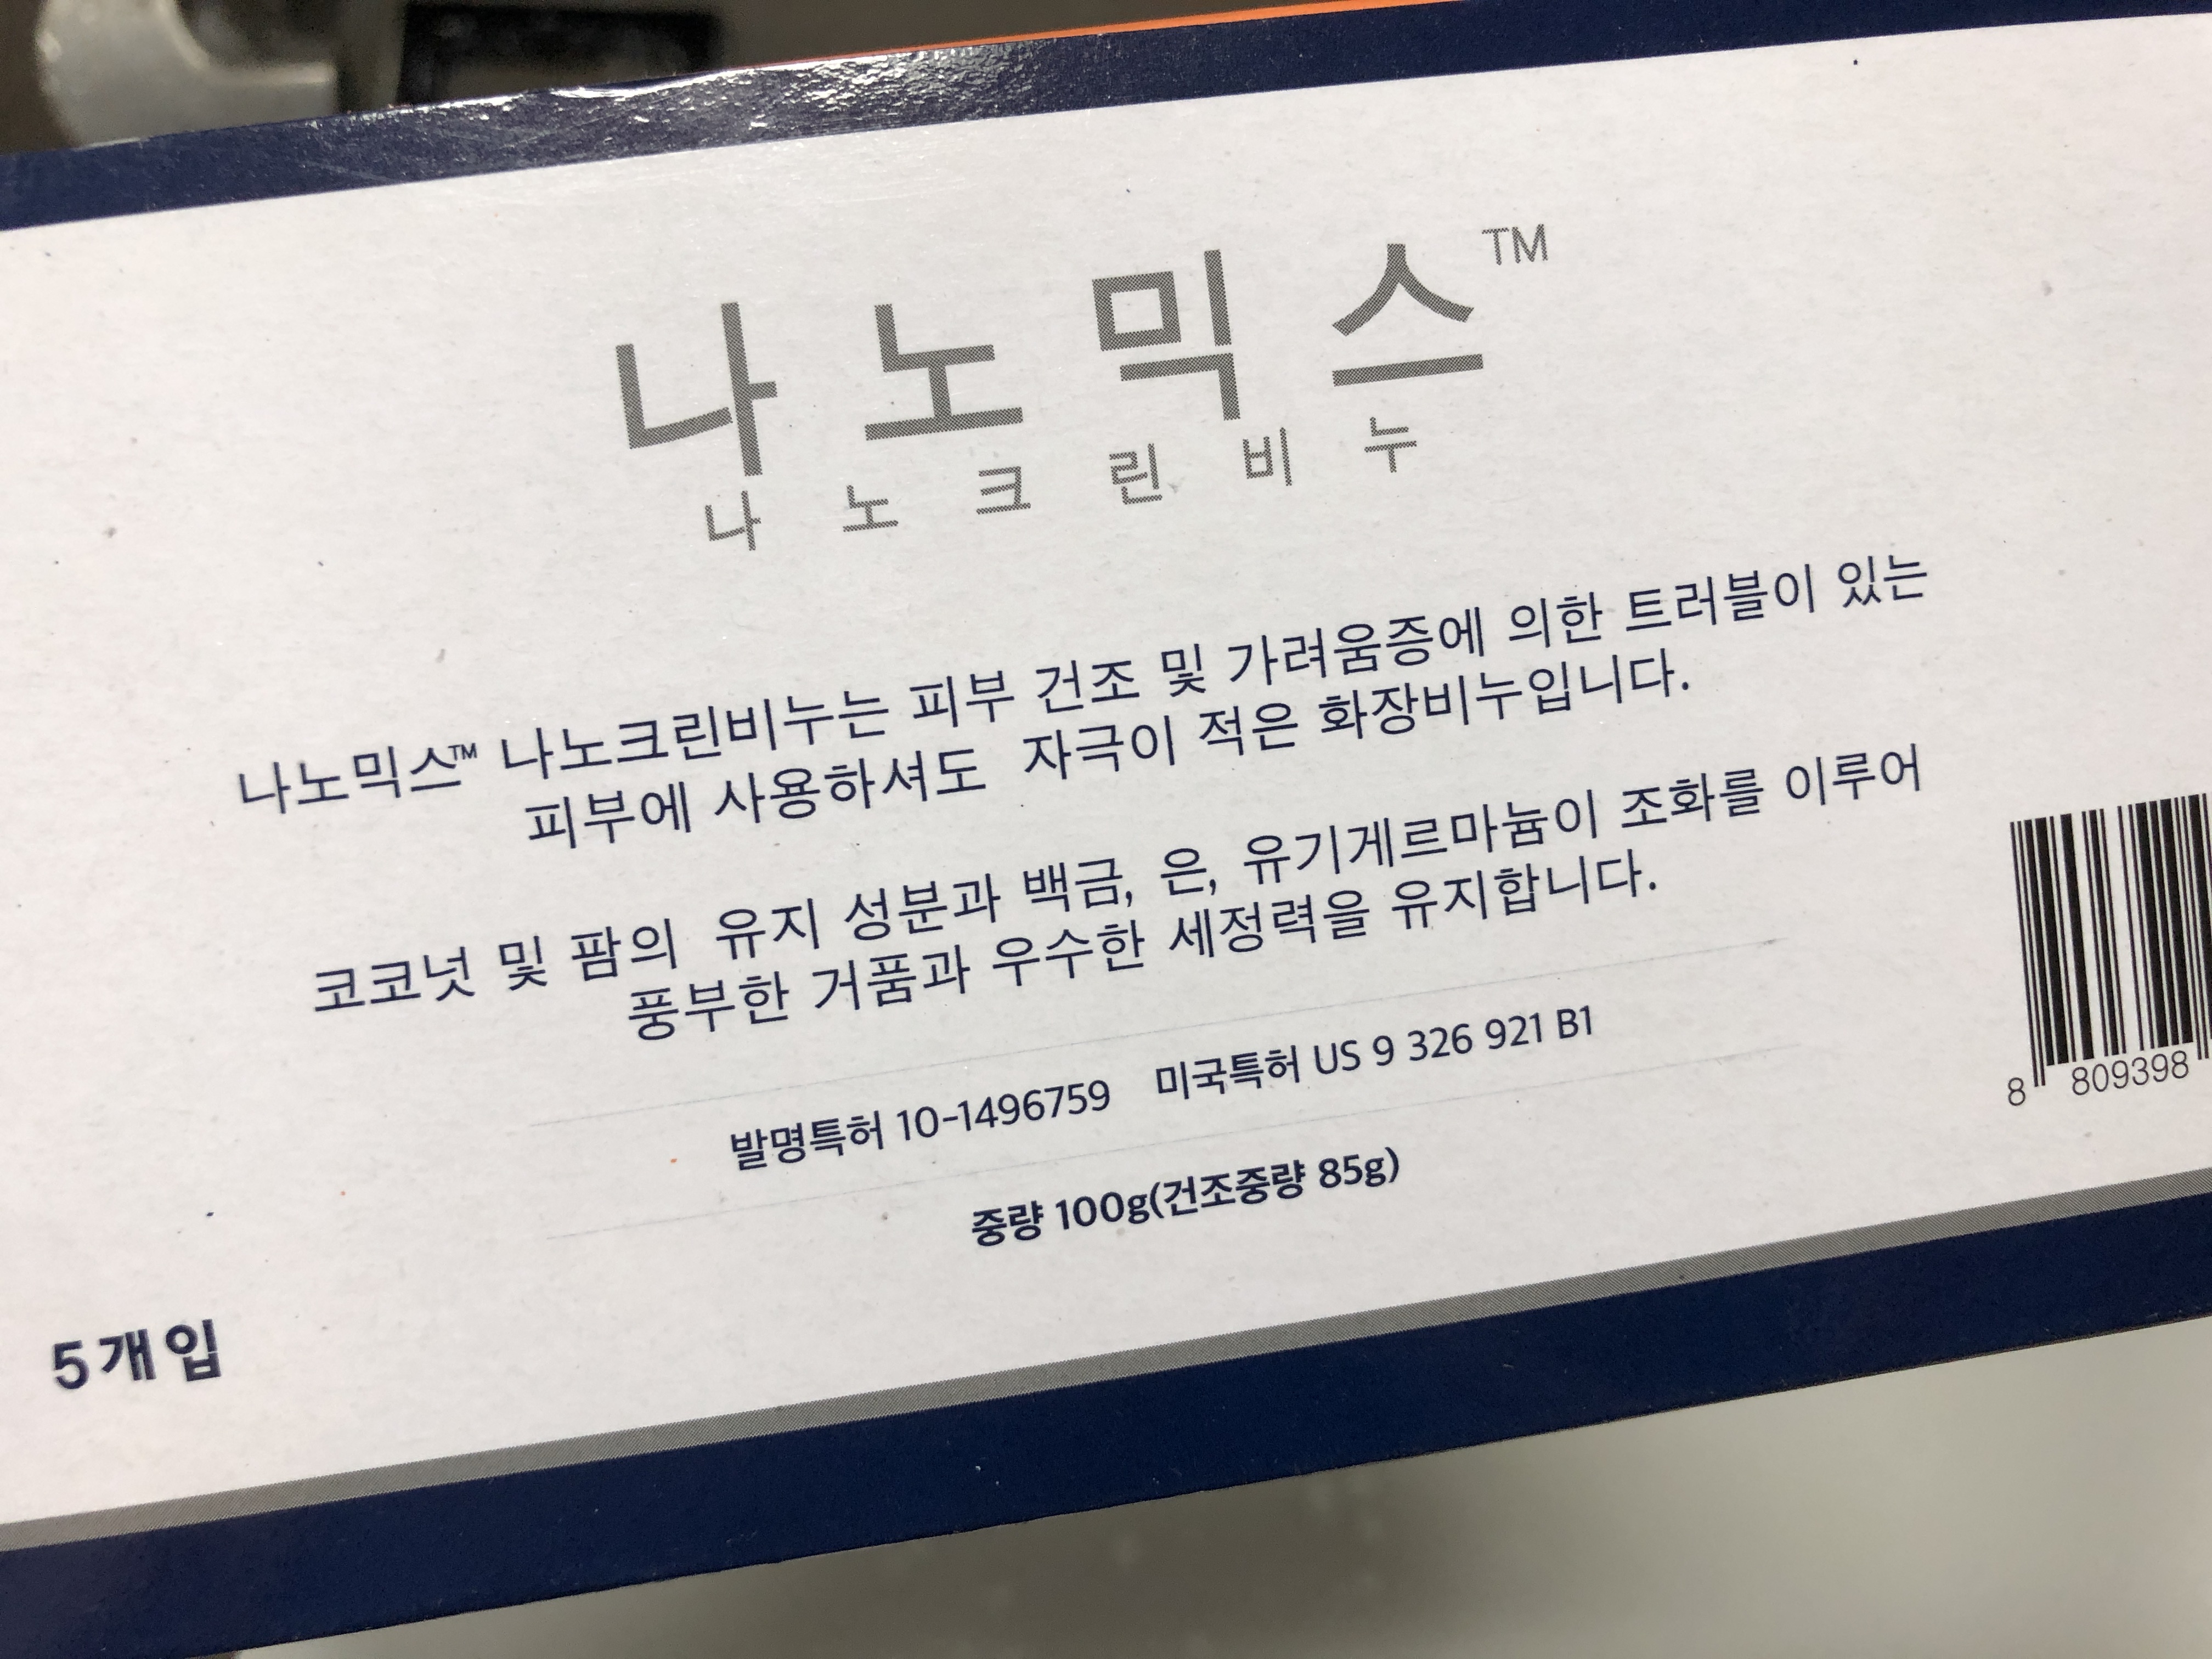 나노믹스™
나노크린비누
나노믹스™ 나노크린비누는 피부 건조 및 가려움증에 의한 트러블이 있는
피부에 사용하셔도 자극이 적은 화장비누입니다.
코코넛 및 팜의 유지 성분과 백금, 은, 유기게르마늄이 조화를 이루어
풍부한 거품과 우수한 세정력을 유지합니다.
발명특허 10-1496759 미국특허 US 9 326 921 B1
중량 100g(건조중량 85g)
8 809398
5개입